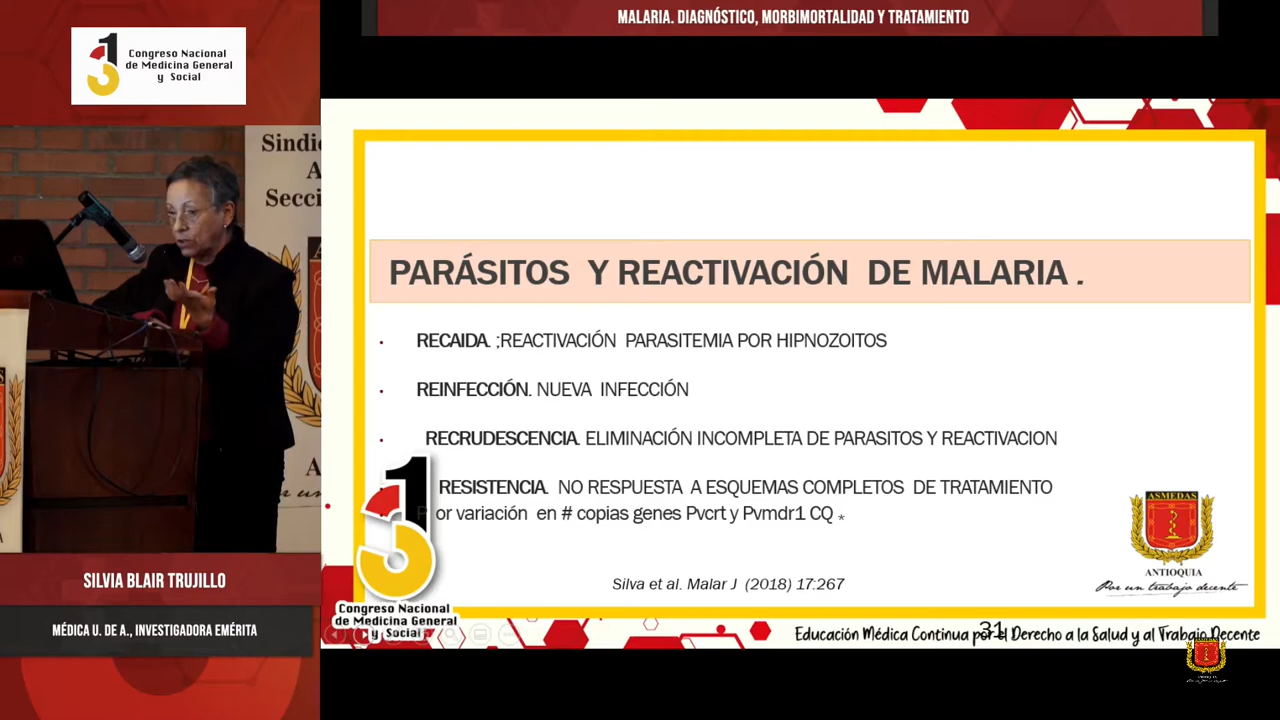 MALARIA. DIAGNÓSTICO, MORBIMORTALIDAD Y TRATAMIENTO
13
Congreso Nacional
de Medicina General
y Social
Sindic
A
Secci
PARÁSITOS Y REACTIVACIÓN DE MALARIA .
• RECAIDA. ;REACTIVACIÓN PARASITEMIA POR HIPNOZOITOS
• REINFECCIÓN. NUEVA INFECCIÓN
• RECRUDESCENCIA. ELIMINACIÓN INCOMPLETA DE PARASITOS Y REACTIVACION
RESISTENCIA. NO RESPUESTA A ESQUEMAS COMPLETOS DE TRATAMIENTO
P or variación en # copias genes Pvcrt y Pvmdr1 CQ *
Silva et al. Malar J (2018) 17:267
ASMEDAS
ANTIOQUIA
Por un trabajo decente
13
Congreso Nacional
de Medicina General
y Social
31
Educación Médica Continua por el Derecho a la Salud y al Trabajo Decente
SILVIA BLAIR TRUJILLO
MÉDICA U. DE A., INVESTIGADORA EMÉRITA